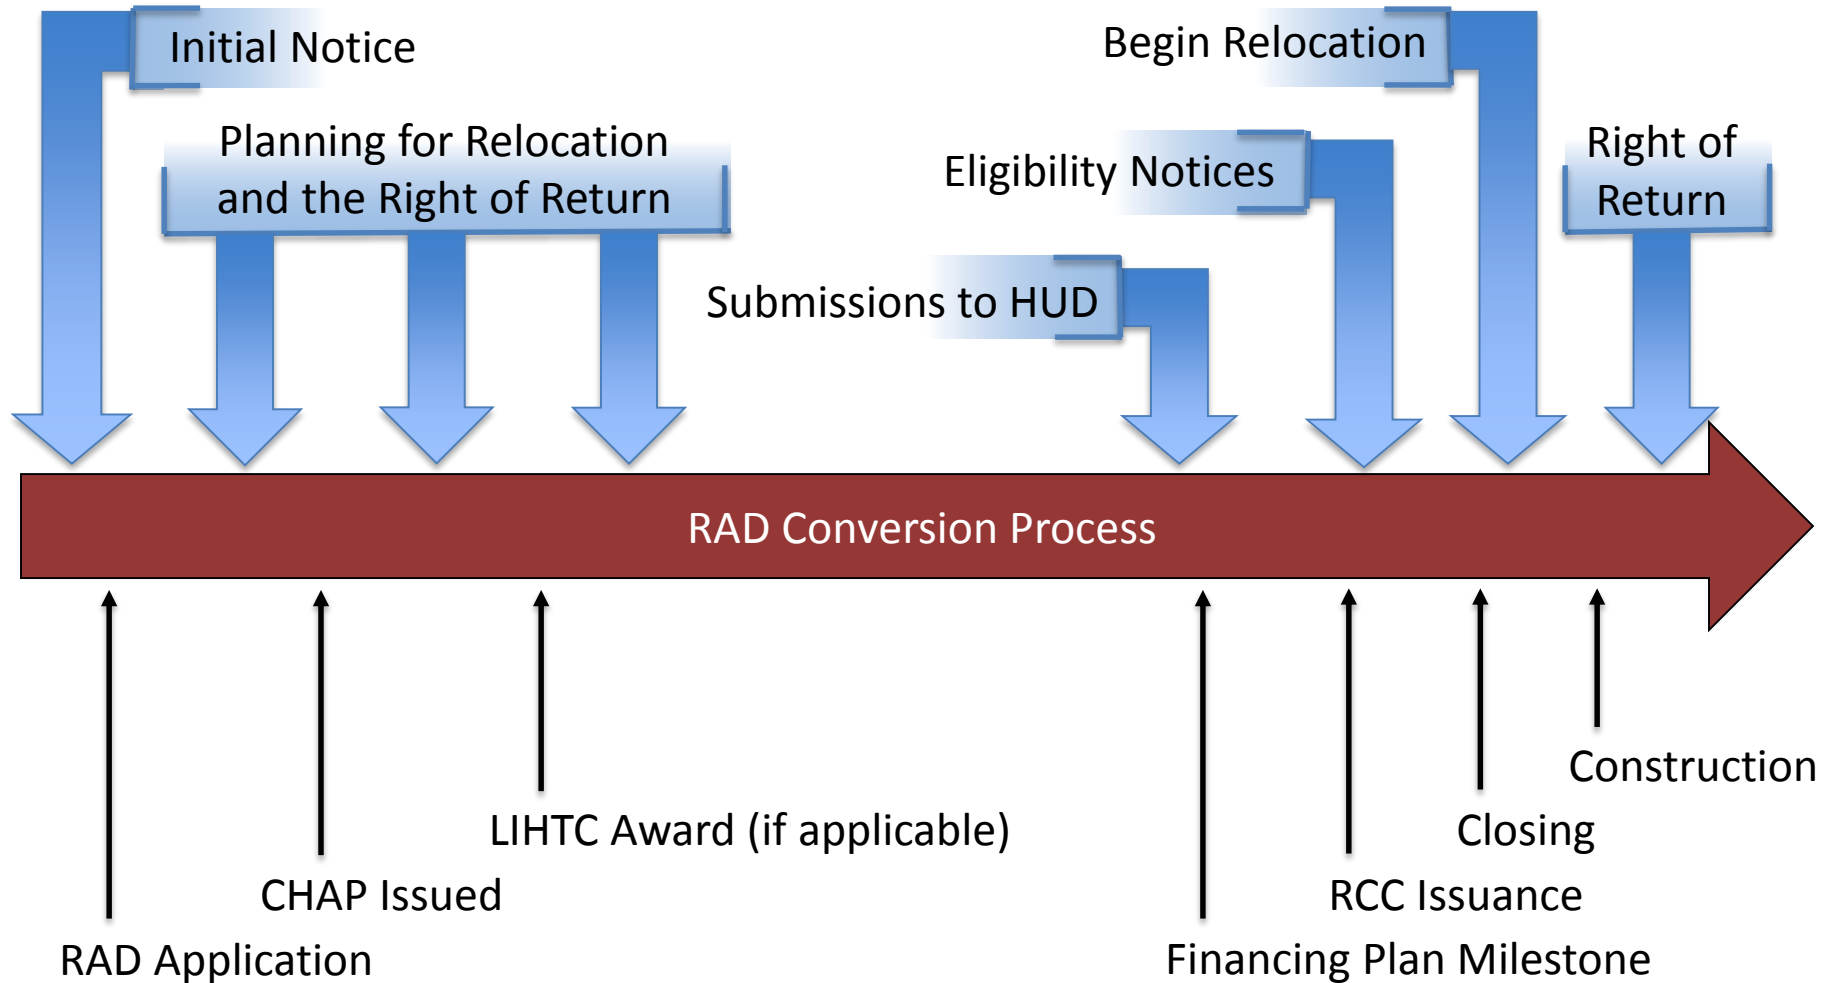 Initial Notice
Begin Relocation
Planning for Relocation
and the Right of Return
Eligibility Notices
Right of
Return
Submissions to HUD
RAD Conversion Process
Construction
LIHTC Award (if applicable)
Closing
CHAP Issued
RCC Issuance
RAD Application
Financing Plan Milestone